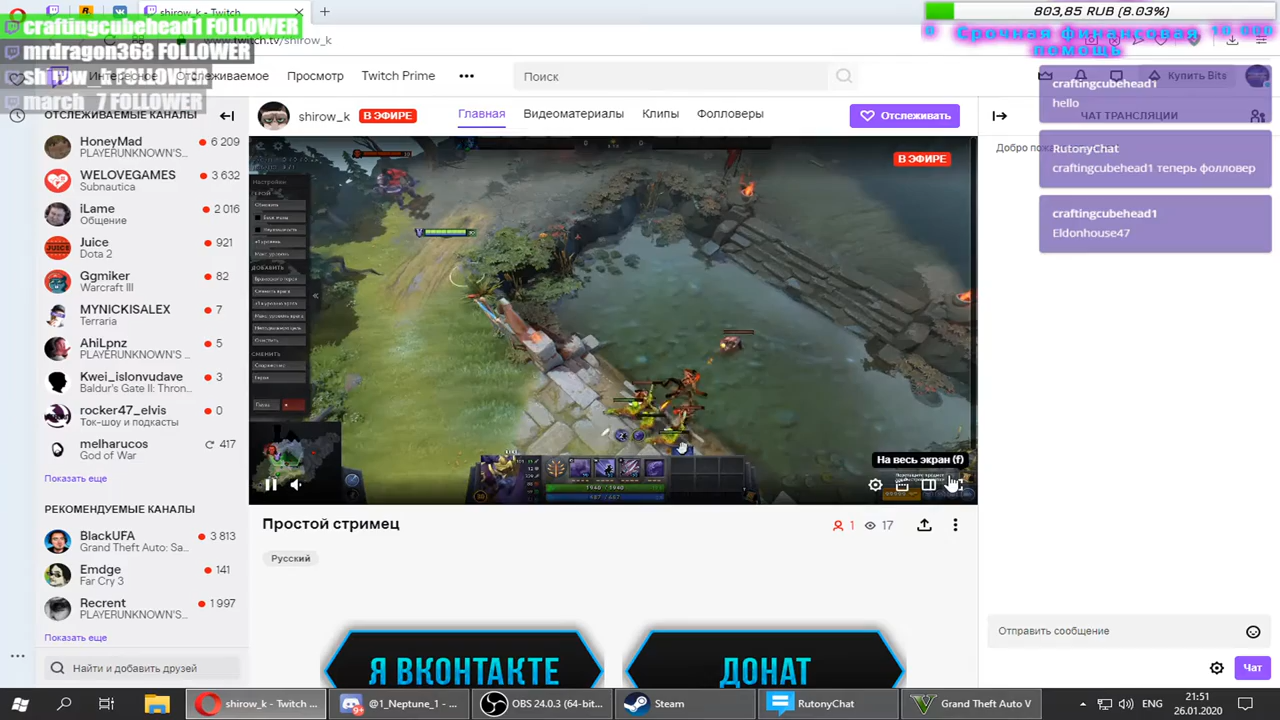 shirow_k - Twitch
803,85 RUB (8.03%)
craftingcube­head1 FOLLOWER
mrdragon368 FOLLOWER
march_7 FOLLOWER
www.twitch.tv/shirow_k
Срочная финансовая
помощь
Просмотр
Twitch Prime
Поиск
Купить Bits
ОТСЛЕЖИВАЕМЫЕ КАНАЛЫ
shirow_k
В ЭФИРЕ
Главная
Видеоматериалы
Клипы
Фолловеры
Отслеживать
ЧАТ ТРАНСЛЯЦИИ
craftingcubehead1
hello
RutonyChat
craftingcubehead1 теперь фолловер
craftingcubehead1
Eldonhouse47
HoneyMad
6 209
PLAYERUNKNOWN'S...
WELOVEGAMES
3 632
Subnautica
iLame
2 016
Общение
Juice
921
Dota 2
Ggmiker
82
Warcraft III
MYNICKISALEX
7
Terraria
AhiLpnz
5
PLAYERUNKNOWN'S ...
Kwei_islonvudave
3
Baldur's Gate II: Thron...
rocker47_elvis
0
Ток-шоу и подкасты
melharucos
417
God of War
Показать еще
РЕКОМЕНДУЕМЫЕ КАНАЛЫ
BlackUFA
3 813
Grand Theft Auto: Sa...
Emdge
141
Far Cry 3
Recrent
1 997
PLAYERUNKNOWN'S...
Показать еще
Найти и добавить друзей
В ЭФИРЕ
На весь экран (f)
Простой стримец
1
17
Русский
Я ВКОНТАКТЕ
ДОНАТ
Отправить сообщение
Чат
shirow_k - Twitch ...
@1_Neptune_1 - ...
OBS 24.0.3 (64-bit...
Steam
RutonyChat
Grand Theft Auto V
ENG
21:51
26.01.2020